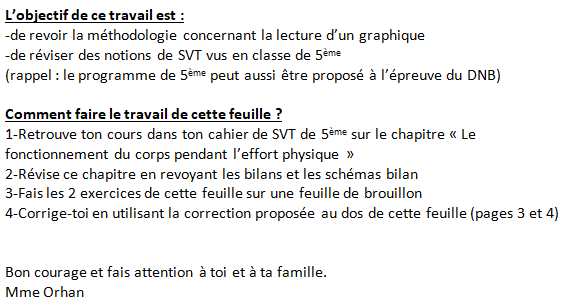 L’objectif de ce travail est :
-de revoir la méthodologie concernant la lecture d’un graphique
-de réviser des notions de SVT vus en classe de 5ème
(rappel : le programme de 5ème peut aussi être proposé à l’épreuve du DNB)
Comment faire le travail de cette feuille ?
1-Retrouve ton cours dans ton cahier de SVT de 5ème sur le chapitre « Le
fonctionnement du corps pendant l’effort physique »
2-Révise ce chapitre en revoyant les bilans et les schémas bilan
3-Fais les 2 exercices de cette feuille sur une feuille de brouillon
4-Corrige-toi en utilisant la correction proposée au dos de cette feuille (pages 3 et 4)
Bon courage et fais attention à toi et à ta famille.
Mme Orhan